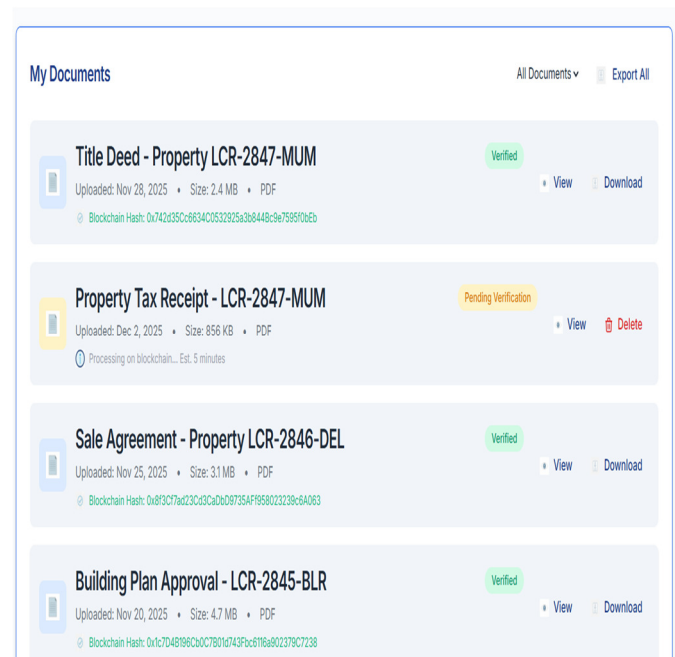 My Documents
All Documents
Export All
Title Deed - Property LCR-2847-MUM
Verified
Uploaded: Nov 28, 2025 • Size: 2.4 MB • PDF
View
Download
Blockchain Hash: 0x742d35Cc6634C0532925a3b844Bc9e7595f0bEb
Property Tax Receipt - LCR-2847-MUM
Pending Verification
Uploaded: Dec 2, 2025 • Size: 856 KB • PDF
View
Delete
Processing on blockchain... Est. 5 minutes
Sale Agreement - Property LCR-2846-DEL
Verified
Uploaded: Nov 25, 2025 • Size: 3.1 MB • PDF
View
Download
Blockchain Hash: 0x8f3Cf7ad23Cd3CaDbD9735AFf958023239c6A063
Building Plan Approval - LCR-2845-BLR
Verified
Uploaded: Nov 20, 2025 • Size: 4.7 MB • PDF
View
Download
Blockchain Hash: 0x1c7D4B196Cb0C7B01d743Fbc6116a902379C7238